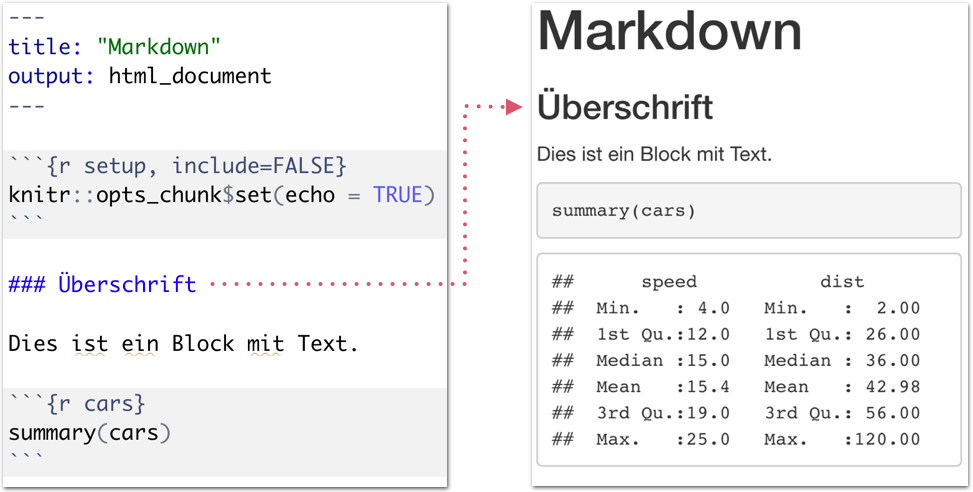 ---
title: "Markdown"
output: html_document
---
```{r setup, include=FALSE}
knitr::opts_chunk$set(echo = TRUE)
```
### Überschrift
Dies ist ein Block mit Text.
```{r cars}
summary(cars)
```
Markdown
Überschrift
Dies ist ein Block mit Text.
summary(cars)
##      speed           dist
##  Min.   : 4.0   Min.   :  2.00
##  1st Qu.:12.0   1st Qu.: 26.00
##  Median :15.0   Median : 36.00
##  Mean   :15.4   Mean   : 42.98
##  3rd Qu.:19.0   3rd Qu.: 56.00
##  Max.   :25.0   Max.   :120.00